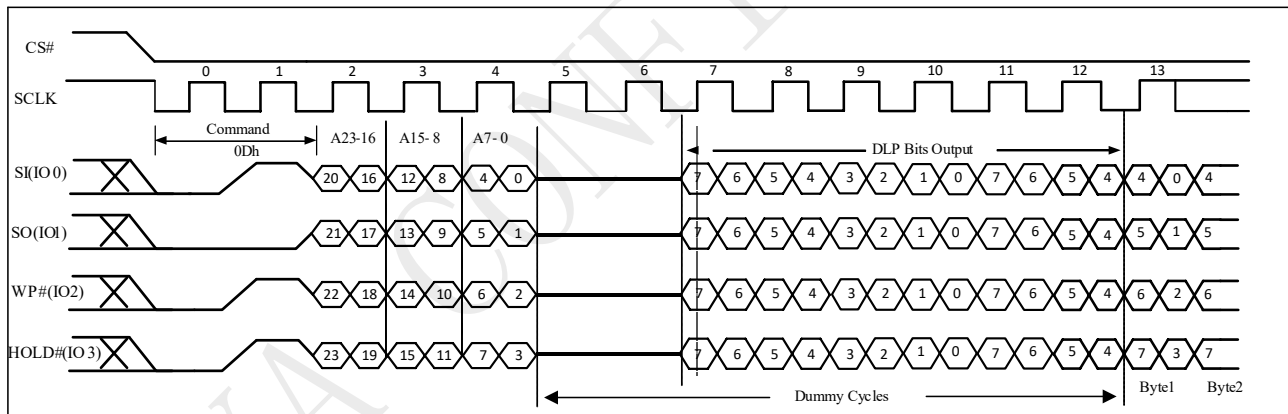 CS#
0 1 2 3 4 5 6 7 8 9 10 11 12 13
SCLK
Command
0Dh
A23-16 A15-8 A7-0
DLP Bits Output
SI(IO0) 20 16 12 8 4 0 7 6 5 4 3 2 1 0 7 6 5 4 4 0 4
SO(IO1) 21 17 13 9 5 1 7 6 5 4 3 2 1 0 7 6 5 4 5 1 5
WP#(IO2) 22 18 14 10 6 2 7 6 5 4 3 2 1 0 7 6 5 4 6 2 6
HOLD#(IO3) 23 19 15 11 7 3 7 6 5 4 3 2 1 0 7 6 5 4 7 3 7
Dummy Cycles
Byte1 Byte2